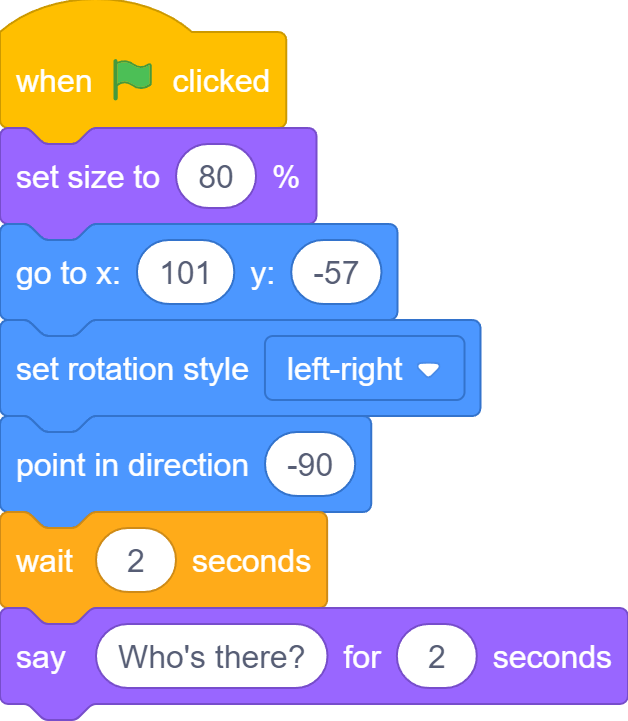 when clicked
set size to 80 %
go to x: 101 y: -57
set rotation style left-right
point in direction -90
wait 2 seconds
say Who's there? for 2 seconds